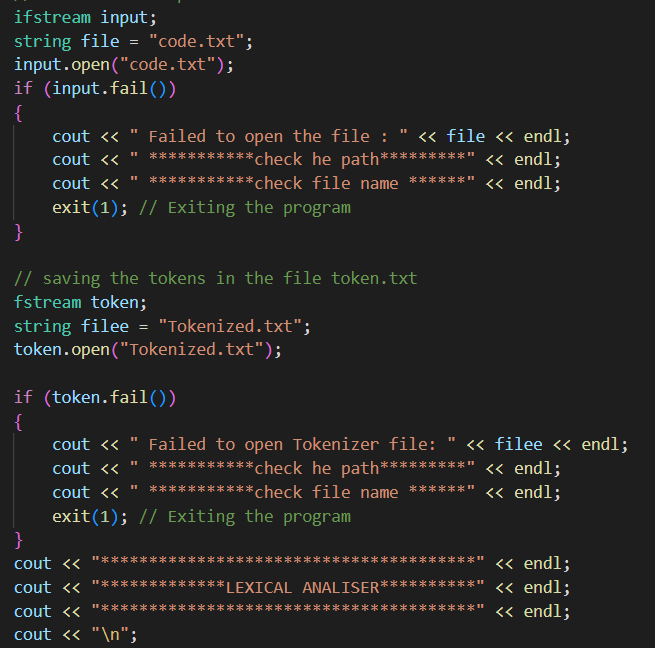 ifstream input;
string file = "code.txt";
input.open("code.txt");
if (input.fail())
{
    cout << " Failed to open the file : " << file << endl;
    cout << " ***********check he path*********" << endl;
    cout << " ***********check file name ******" << endl;
    exit(1); // Exiting the program
}

// saving the tokens in the file token.txt
fstream token;
string filee = "Tokenized.txt";
token.open("Tokenized.txt");

if (token.fail())
{
    cout << " Failed to open Tokenizer file: " << filee << endl;
    cout << " ***********check he path*********" << endl;
    cout << " ***********check file name ******" << endl;
    exit(1); // Exiting the program
}
cout << "***************************************" << endl;
cout << "*************LEXICAL ANALISER**********" << endl;
cout << "***************************************" << endl;
cout << "\n";